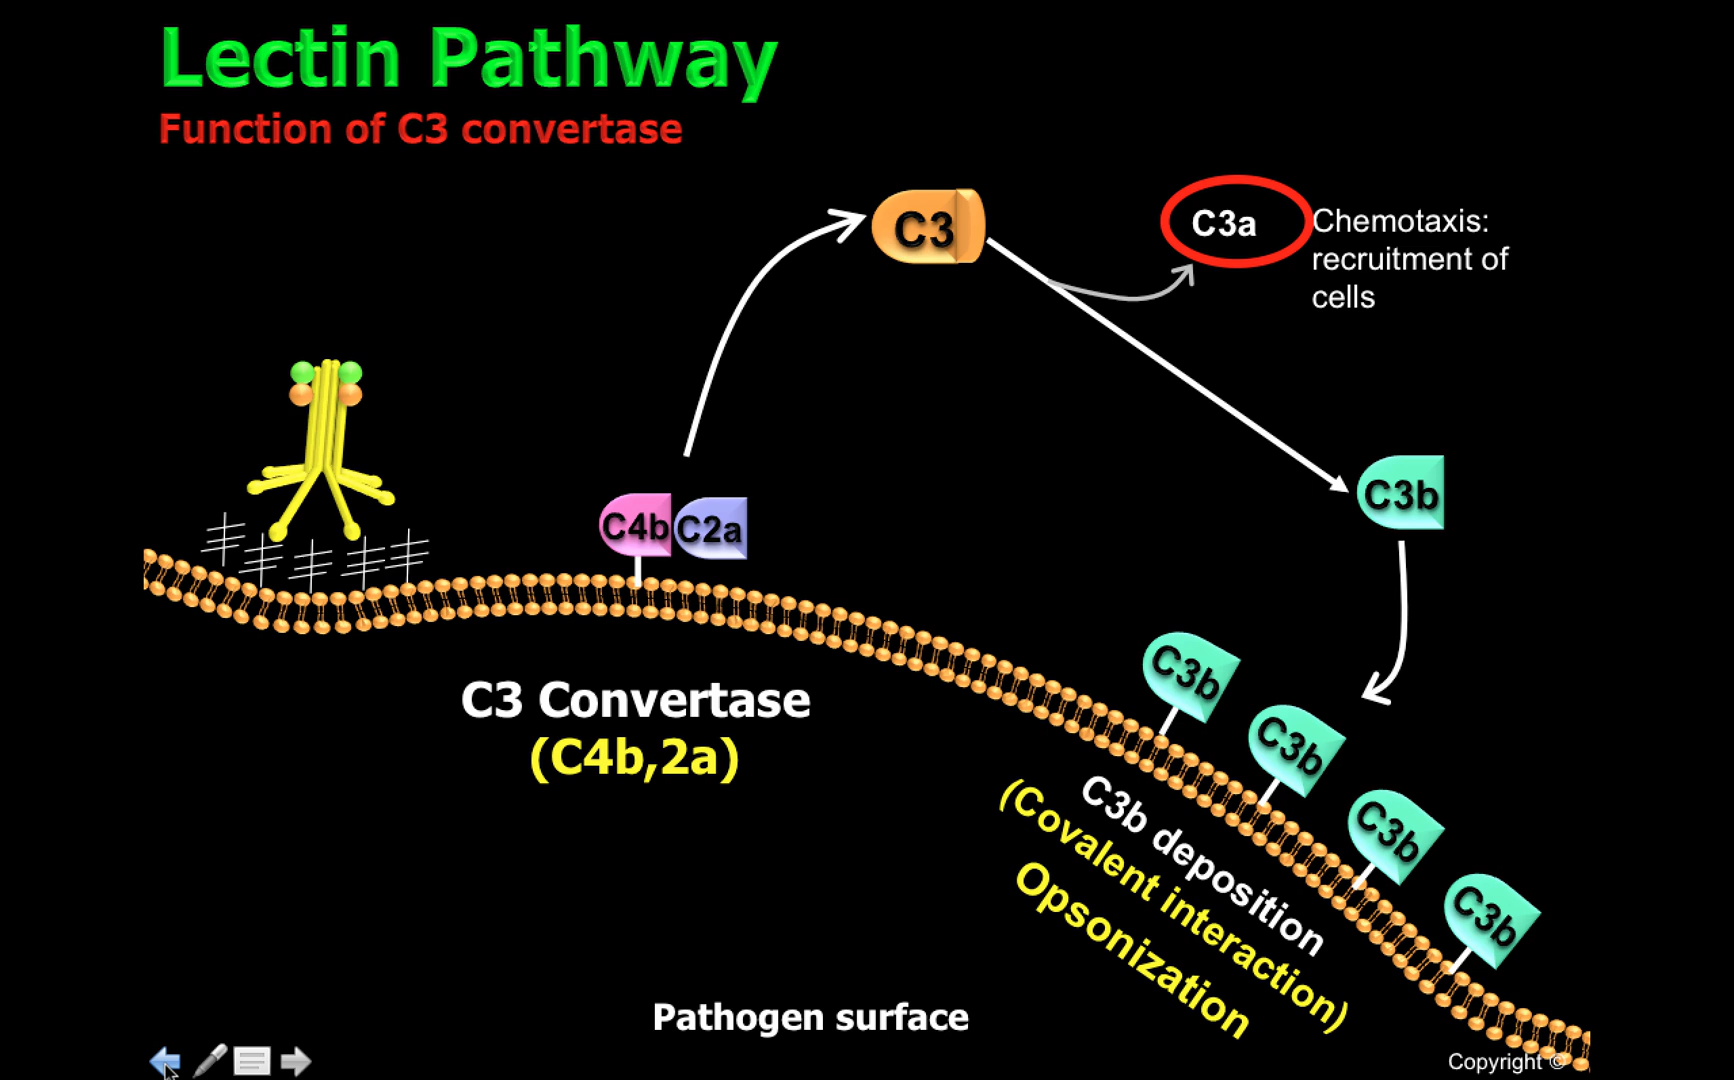 Lectin Pathway
Function of C3 convertase
C3
C3a
Chemotaxis:
recruitment of
cells
C3b
C4b
C2a
C3 Convertase
(C4b,2a)
C3b
C3b
C3b
C3b
C3b deposition
(Covalent interaction)
Opsonization
Pathogen surface
Copyright ©